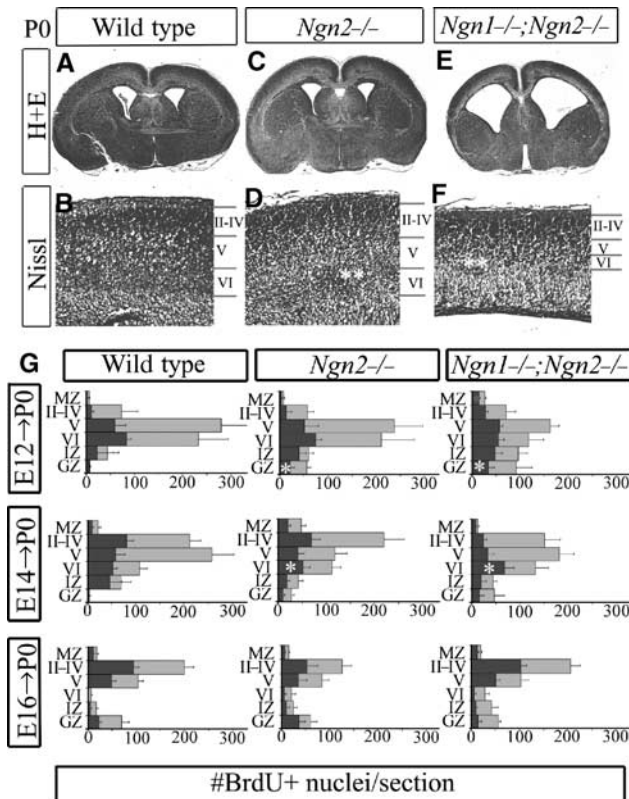 P0 Wild type Ngn2–/– Ngn1–/–;Ngn2–/–
H+E
A C E
Nissl
B D F
II-IV II-IV II-IV
V V V
VI VI VI
** **
G Wild type Ngn2–/– Ngn1–/–;Ngn2–/–
E12→P0
MZ MZ MZ
II–IV II–IV II–IV
V V V
VI VI VI
IZ IZ IZ
GZ GZ * GZ *
0 100 200 300 0 100 200 300 0 100 200 300
E14→P0
MZ MZ MZ
II–IV II–IV II–IV
V V V
VI VI * VI *
IZ IZ IZ
GZ GZ GZ
0 100 200 300 0 100 200 300 0 100 200 300
E16→P0
MZ MZ MZ
II–IV II–IV II–IV
V V V
VI VI VI
IZ IZ IZ
GZ GZ GZ
0 100 200 300 0 100 200 300 0 100 200 300
#BrdU+ nuclei/section